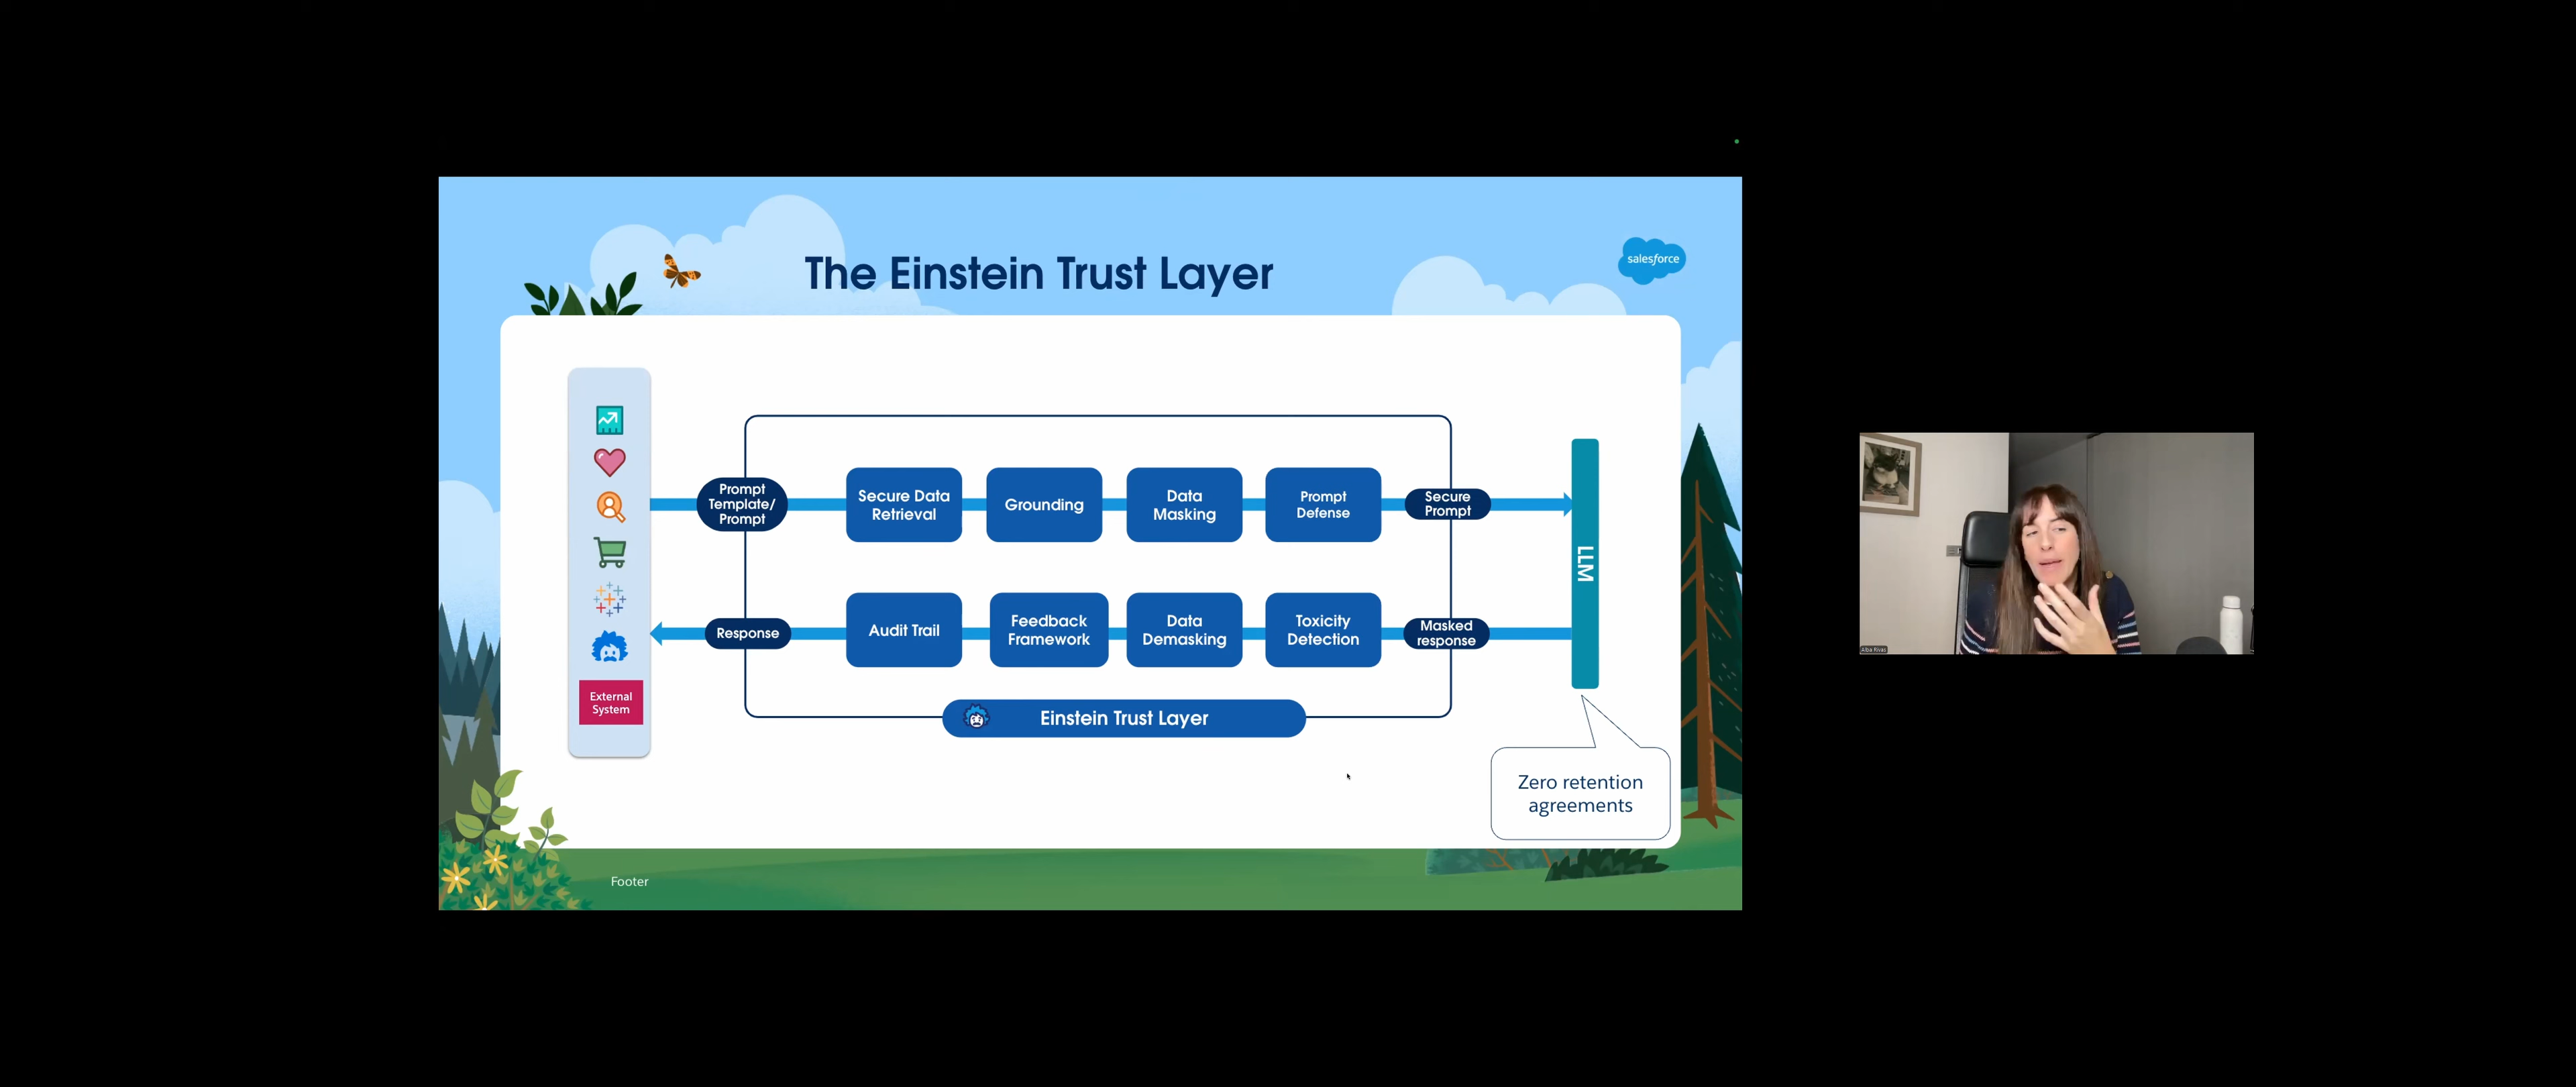 The Einstein Trust Layer
salesforce
Prompt
Template/
Prompt
Secure Data
Retrieval
Grounding
Data
Masking
Prompt
Defense
Secure
Prompt
LLM
Response
Audit Trail
Feedback
Framework
Data
Demasking
Toxicity
Detection
Masked
response
External
System
Einstein Trust Layer
Zero retention
agreements
Footer
Alba Rivas